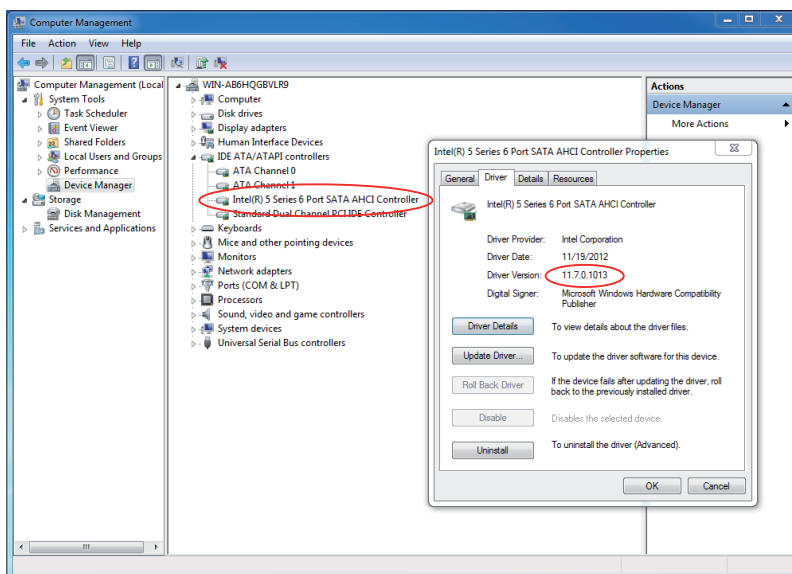 Computer Management
File Action View Help
Computer Management (Local
System Tools
Task Scheduler
Event Viewer
Shared Folders
Local Users and Groups
Performance
Device Manager
Storage
Disk Management
Services and Applications
WIN-AB6HQGBVLR9
Computer
Disk drives
Display adapters
Human Interface Devices
IDE ATA/ATAPI controllers
ATA Channel 0
ATA Channel 1
Intel(R) 5 Series 6 Port SATA AHCI Controller
Standard Dual Channel PCI IDE Controller
Keyboards
Mice and other pointing devices
Monitors
Network adapters
Ports (COM & LPT)
Processors
Sound, video and game controllers
System devices
Universal Serial Bus controllers
Actions
Device Manager
More Actions
Intel(R) 5 Series 6 Port SATA AHCI Controller Properties
General Driver Details Resources
Intel(R) 5 Series 6 Port SATA AHCI Controller
Driver Provider: Intel Corporation
Driver Date: 11/19/2012
Driver Version: 11.7.0.1013
Digital Signer: Microsoft Windows Hardware Compatibility
Publisher
Driver Details To view details about the driver files.
Update Driver... To update the driver software for this device.
Roll Back Driver If the device fails after updating the driver, roll
back to the previously installed driver.
Disable Disables the selected device.
Uninstall To uninstall the driver (Advanced).
OK Cancel